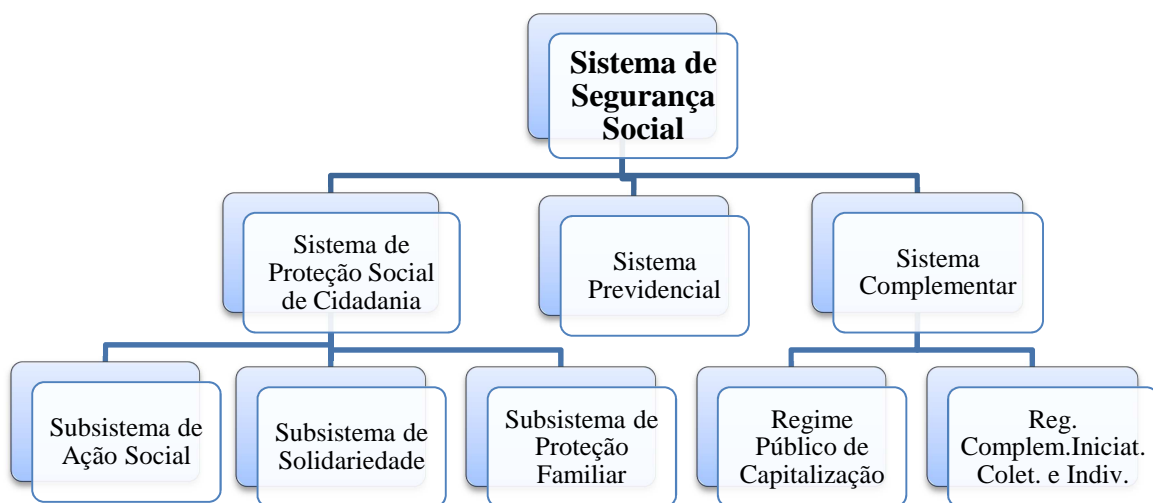 Sistema de
Segurança
Social
Sistema de
Proteção Social
de Cidadania
Sistema
Previdencial
Sistema
Complementar
Subsistema de
Ação Social
Subsistema de
Solidariedade
Subsistema de
Proteção
Familiar
Regime
Público de
Capitalização
Reg.
Complem.Iniciat.
Colet. e Indiv.